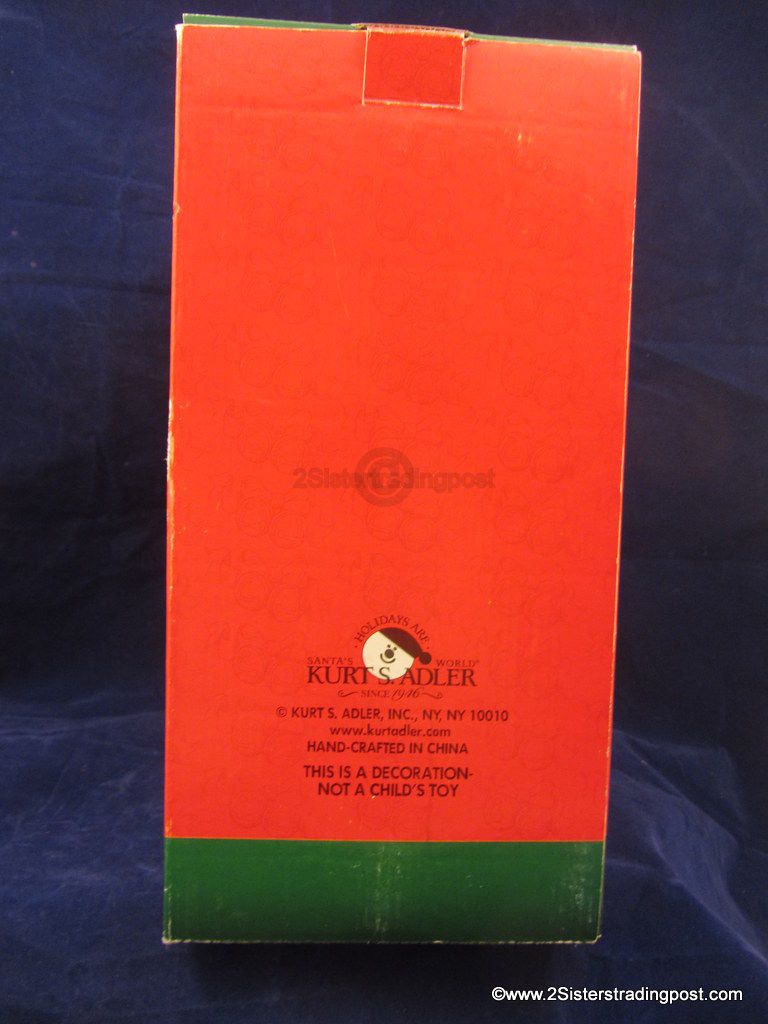 ©
2Sisterstradingpost
· HOLIDAYS ARE ·
SANTA'S WORLD®
KURT S. ADLER
SINCE 1946
© KURT S. ADLER, INC., NY, NY 10010
www.kurtadler.com
HAND-CRAFTED IN CHINA
THIS IS A DECORATION-
NOT A CHILD'S TOY
©www.2Sisterstradingpost.com